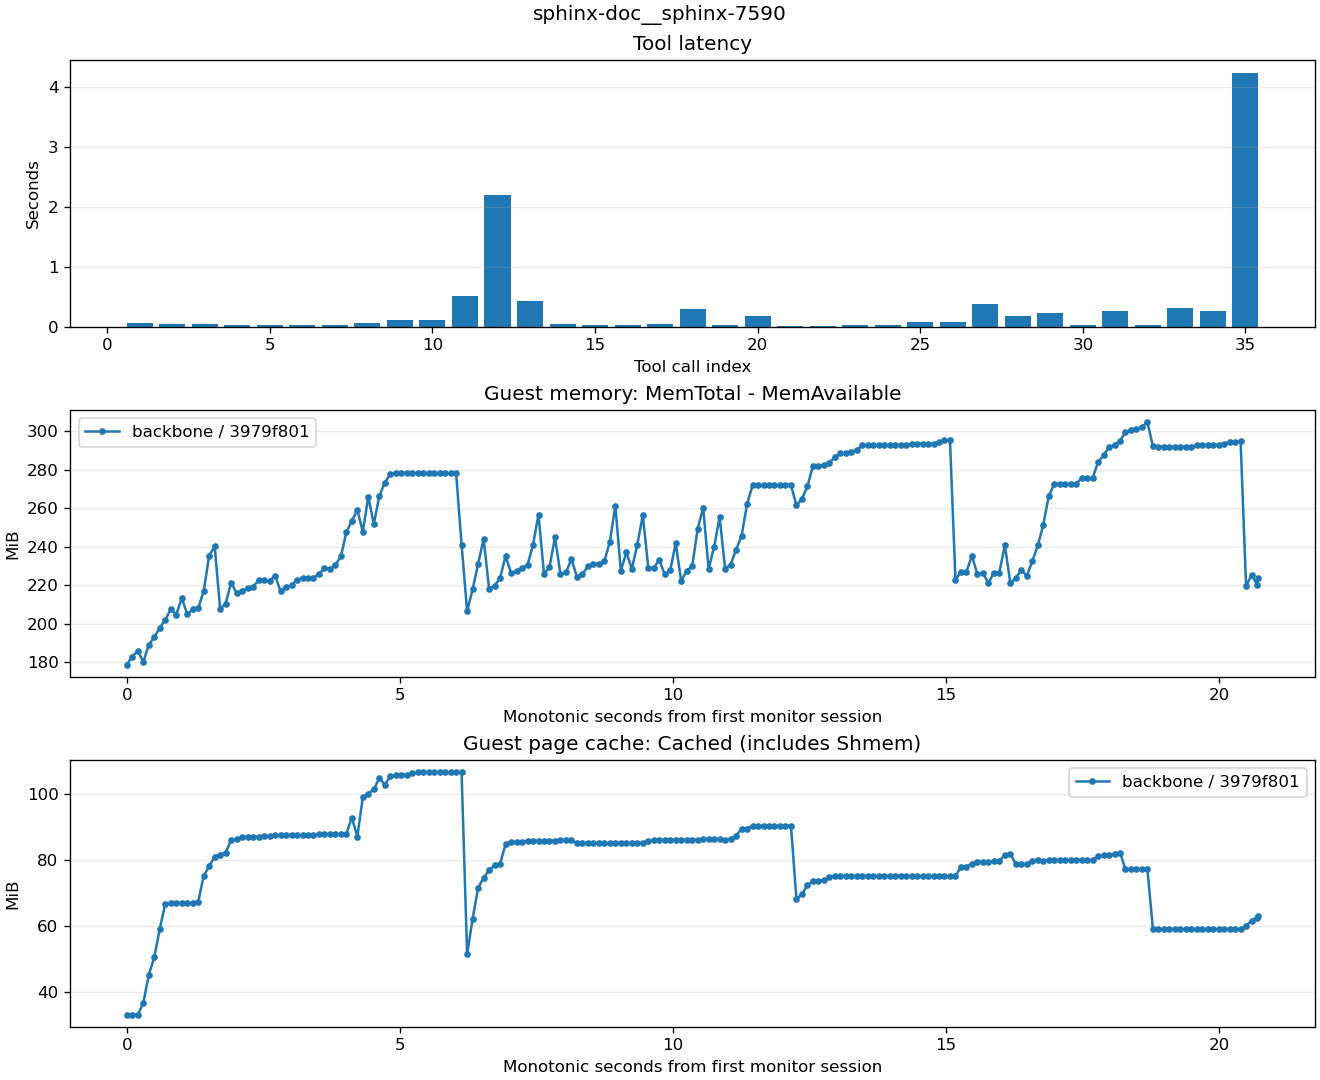 sphinx-doc__sphinx-7590
Tool latency
Seconds
4
3
2
1
0
0 5 10 15 20 25 30 35
Tool call index
Guest memory: MemTotal - MemAvailable
backbone / 3979f801
MiB
300
280
260
240
220
200
180
0 5 10 15 20
Monotonic seconds from first monitor session
Guest page cache: Cached (includes Shmem)
backbone / 3979f801
MiB
100
80
60
40
0 5 10 15 20
Monotonic seconds from first monitor session